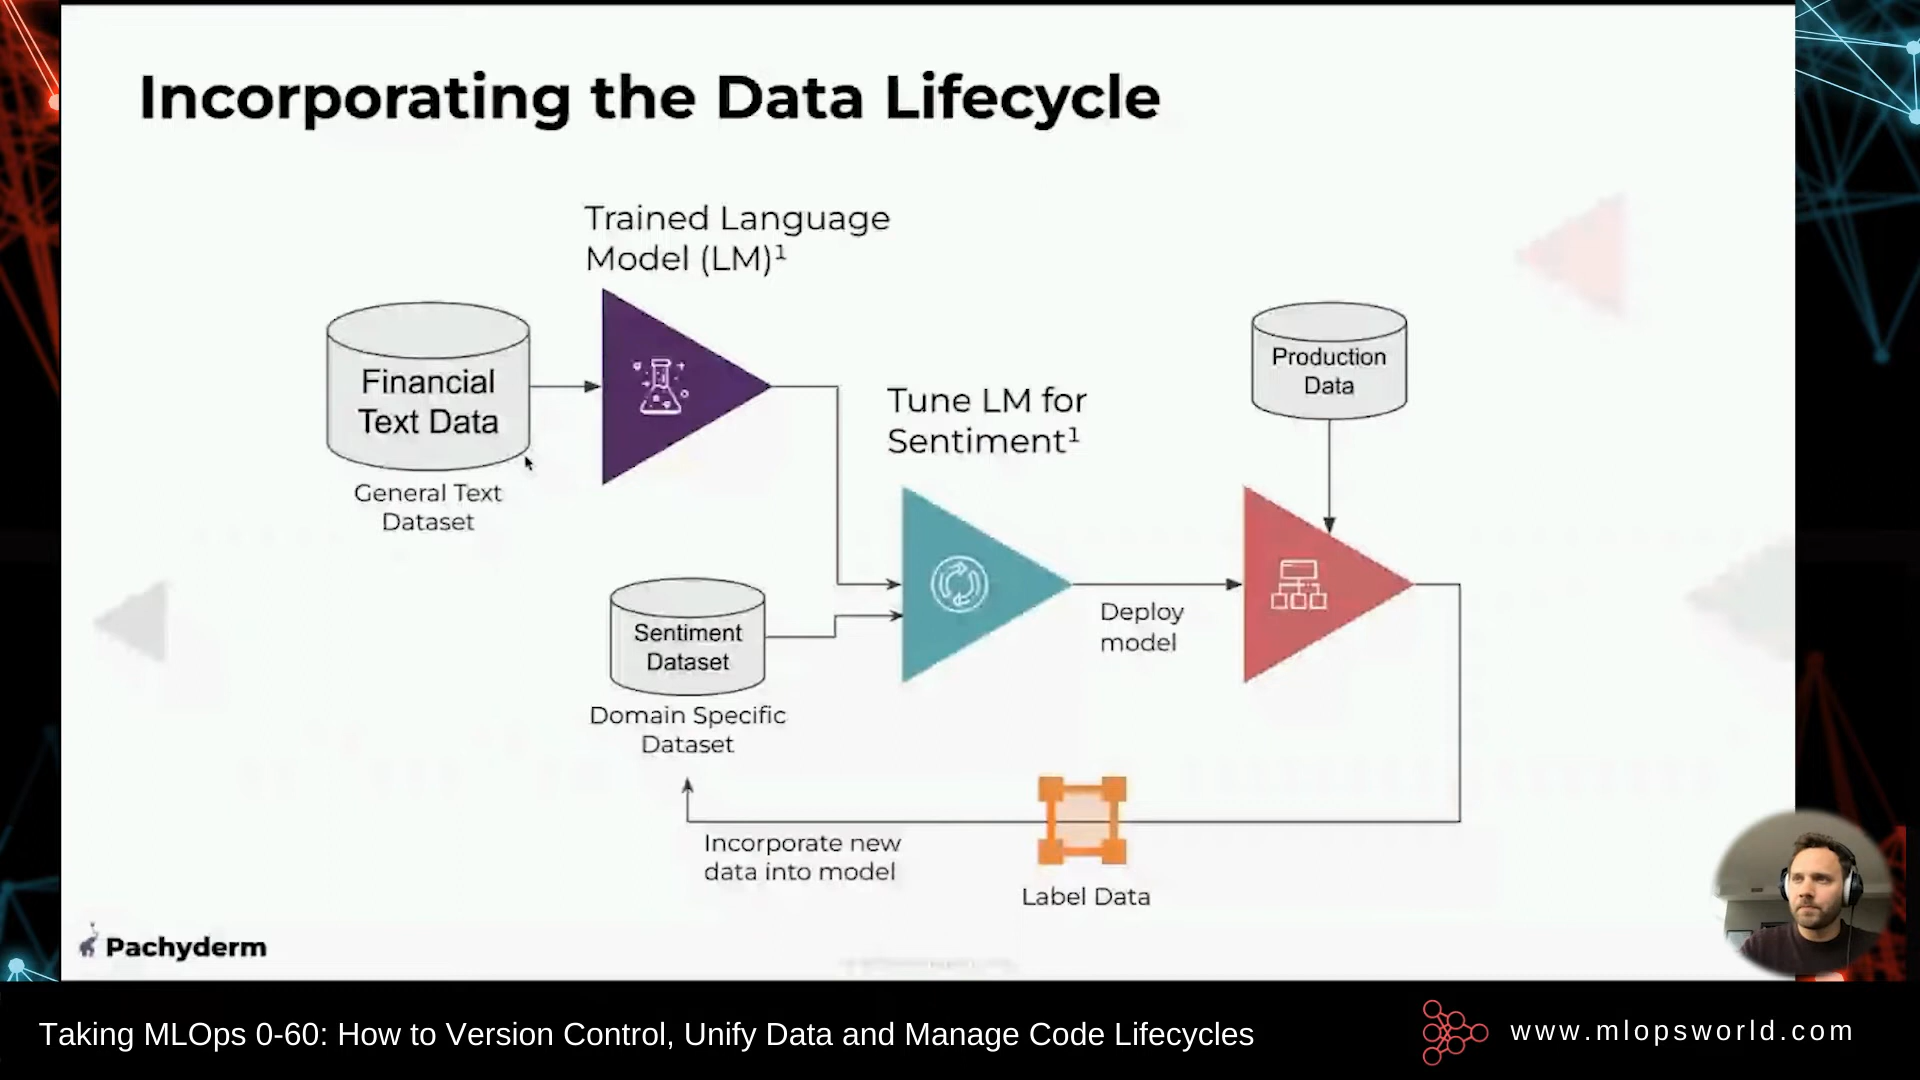 Incorporating the Data Lifecycle
Trained Language
Model (LM)¹
Financial
Text Data
General Text
Dataset
Tune LM for
Sentiment¹
Production
Data
Sentiment
Dataset
Domain Specific
Dataset
Deploy
model
Incorporate new
data into model
Label Data
Pachyderm
Taking MLOps 0-60: How to Version Control, Unify Data and Manage Code Lifecycles
www.mlopsworld.com